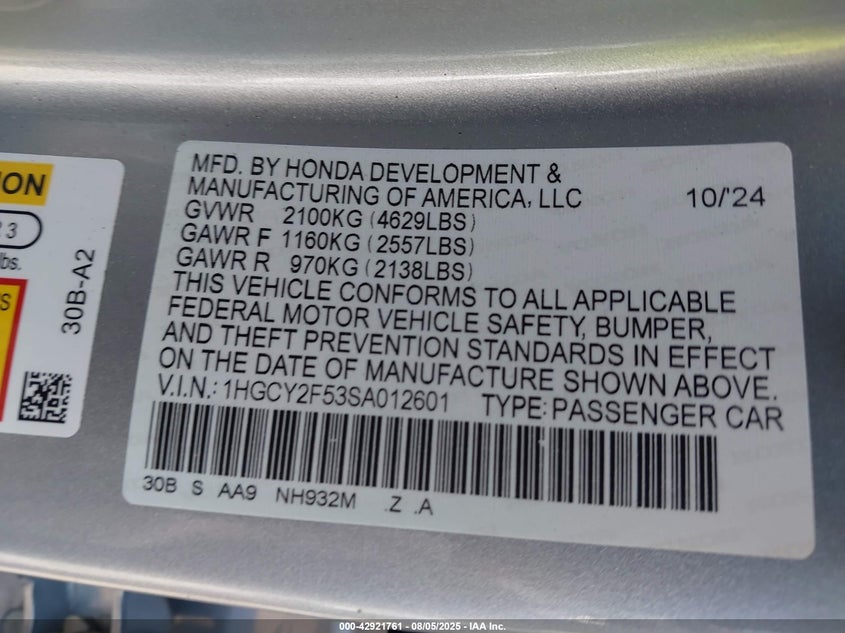 MFD. BY HONDA DEVELOPMENT &
MANUFACTURING OF AMERICA, LLC 10/'24
GVWR 2100KG (4629LBS)
GAWR F 1160KG (2557LBS)
GAWR R 970KG (2138LBS)
THIS VEHICLE CONFORMS TO ALL APPLICABLE
FEDERAL MOTOR VEHICLE SAFETY, BUMPER,
AND THEFT PREVENTION STANDARDS IN EFFECT
ON THE DATE OF MANUFACTURE SHOWN ABOVE.
V.I.N.: 1HGCY2F53SA012601 TYPE: PASSENGER CAR
30B S AA9 NH932M .Z .A
ION
3
lbs.
S
30B-A2
000-42921761 - 08/05/2025 - IAA Inc.